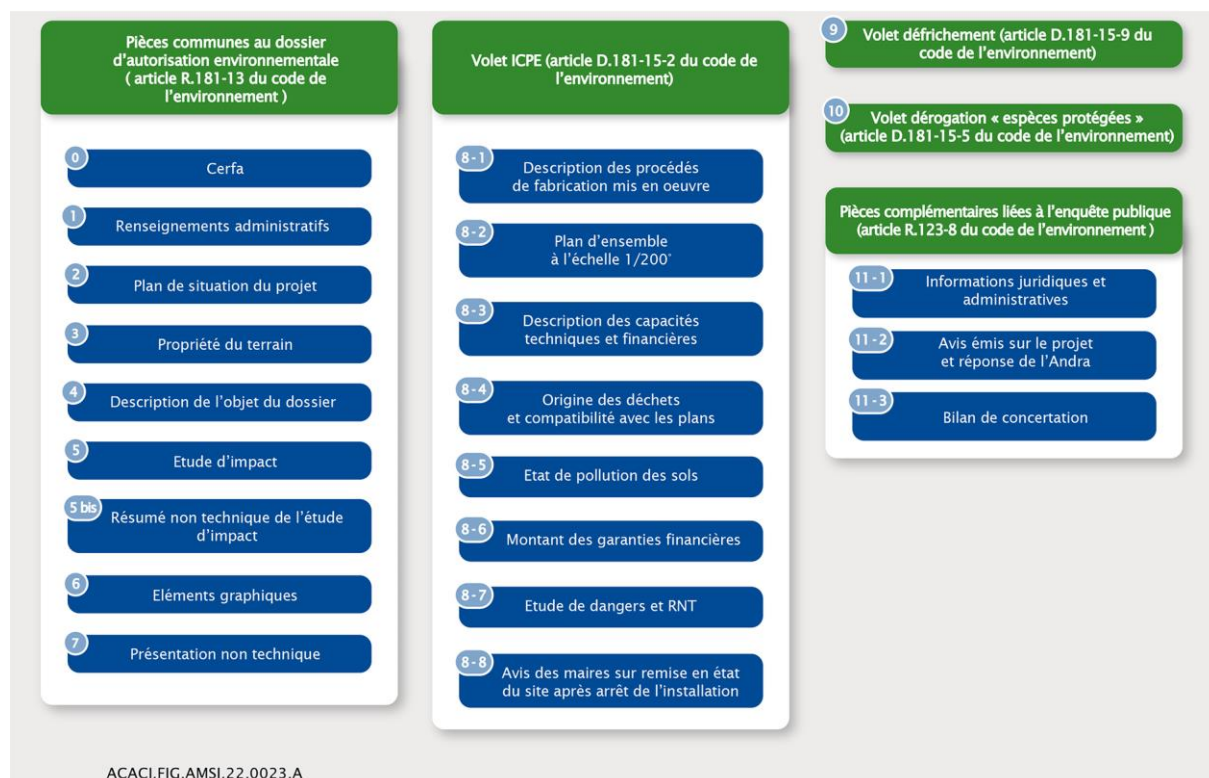 Pièces communes au dossier
d'autorisation environnementale
( article R.181-13 du code de
l'environnement )
0
Cerfa
1
Renseignements administratifs
2
Plan de situation du projet
3
Propriété du terrain
4
Description de l'objet du dossier
5
Etude d'impact
5 bis
Résumé non technique de l'étude
d'impact
6
Eléments graphiques
7
Présentation non technique
Volet ICPE (article D.181-15-2 du code de
l'environnement)
8 - 1
Description des procédés
de fabrication mis en oeuvre
8 - 2
Plan d'ensemble
à l'échelle 1/200°
8 - 3
Description des capacités
techniques et financières
8 - 4
Origine des déchets
et compatibilité avec les plans
8 - 5
Etat de pollution des sols
8 - 6
Montant des garanties financières
8 - 7
Etude de dangers et RNT
8 - 8
Avis des maires sur remise en état
du site après arrêt de l'installation
9
Volet défrichement (article D.181-15-9 du
code de l'environnement)
10
Volet dérogation « espèces protégées »
(article D.181-15-5 du code de l'environnement)
Pièces complémentaires liées à l'enquête publique
(article R.123-8 du code de l'environnement )
11 - 1
Informations juridiques et
administratives
11 - 2
Avis émis sur le projet
et réponse de l'Andra
11 - 3
Bilan de concertation
ACACI.FIG.AMSI.22.0023.A